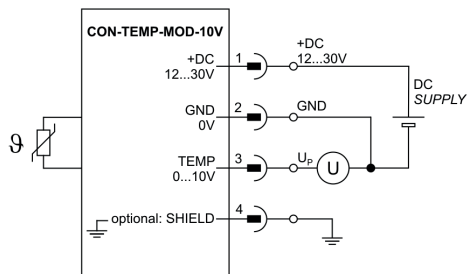 CON-TEMP-MOD-10V
+DC
12...30V
1
+DC
12...30V
DC
SUPPLY
GND
0V
2
GND
ϑ
TEMP
0...10V
3
UP
U
optional: SHIELD
4